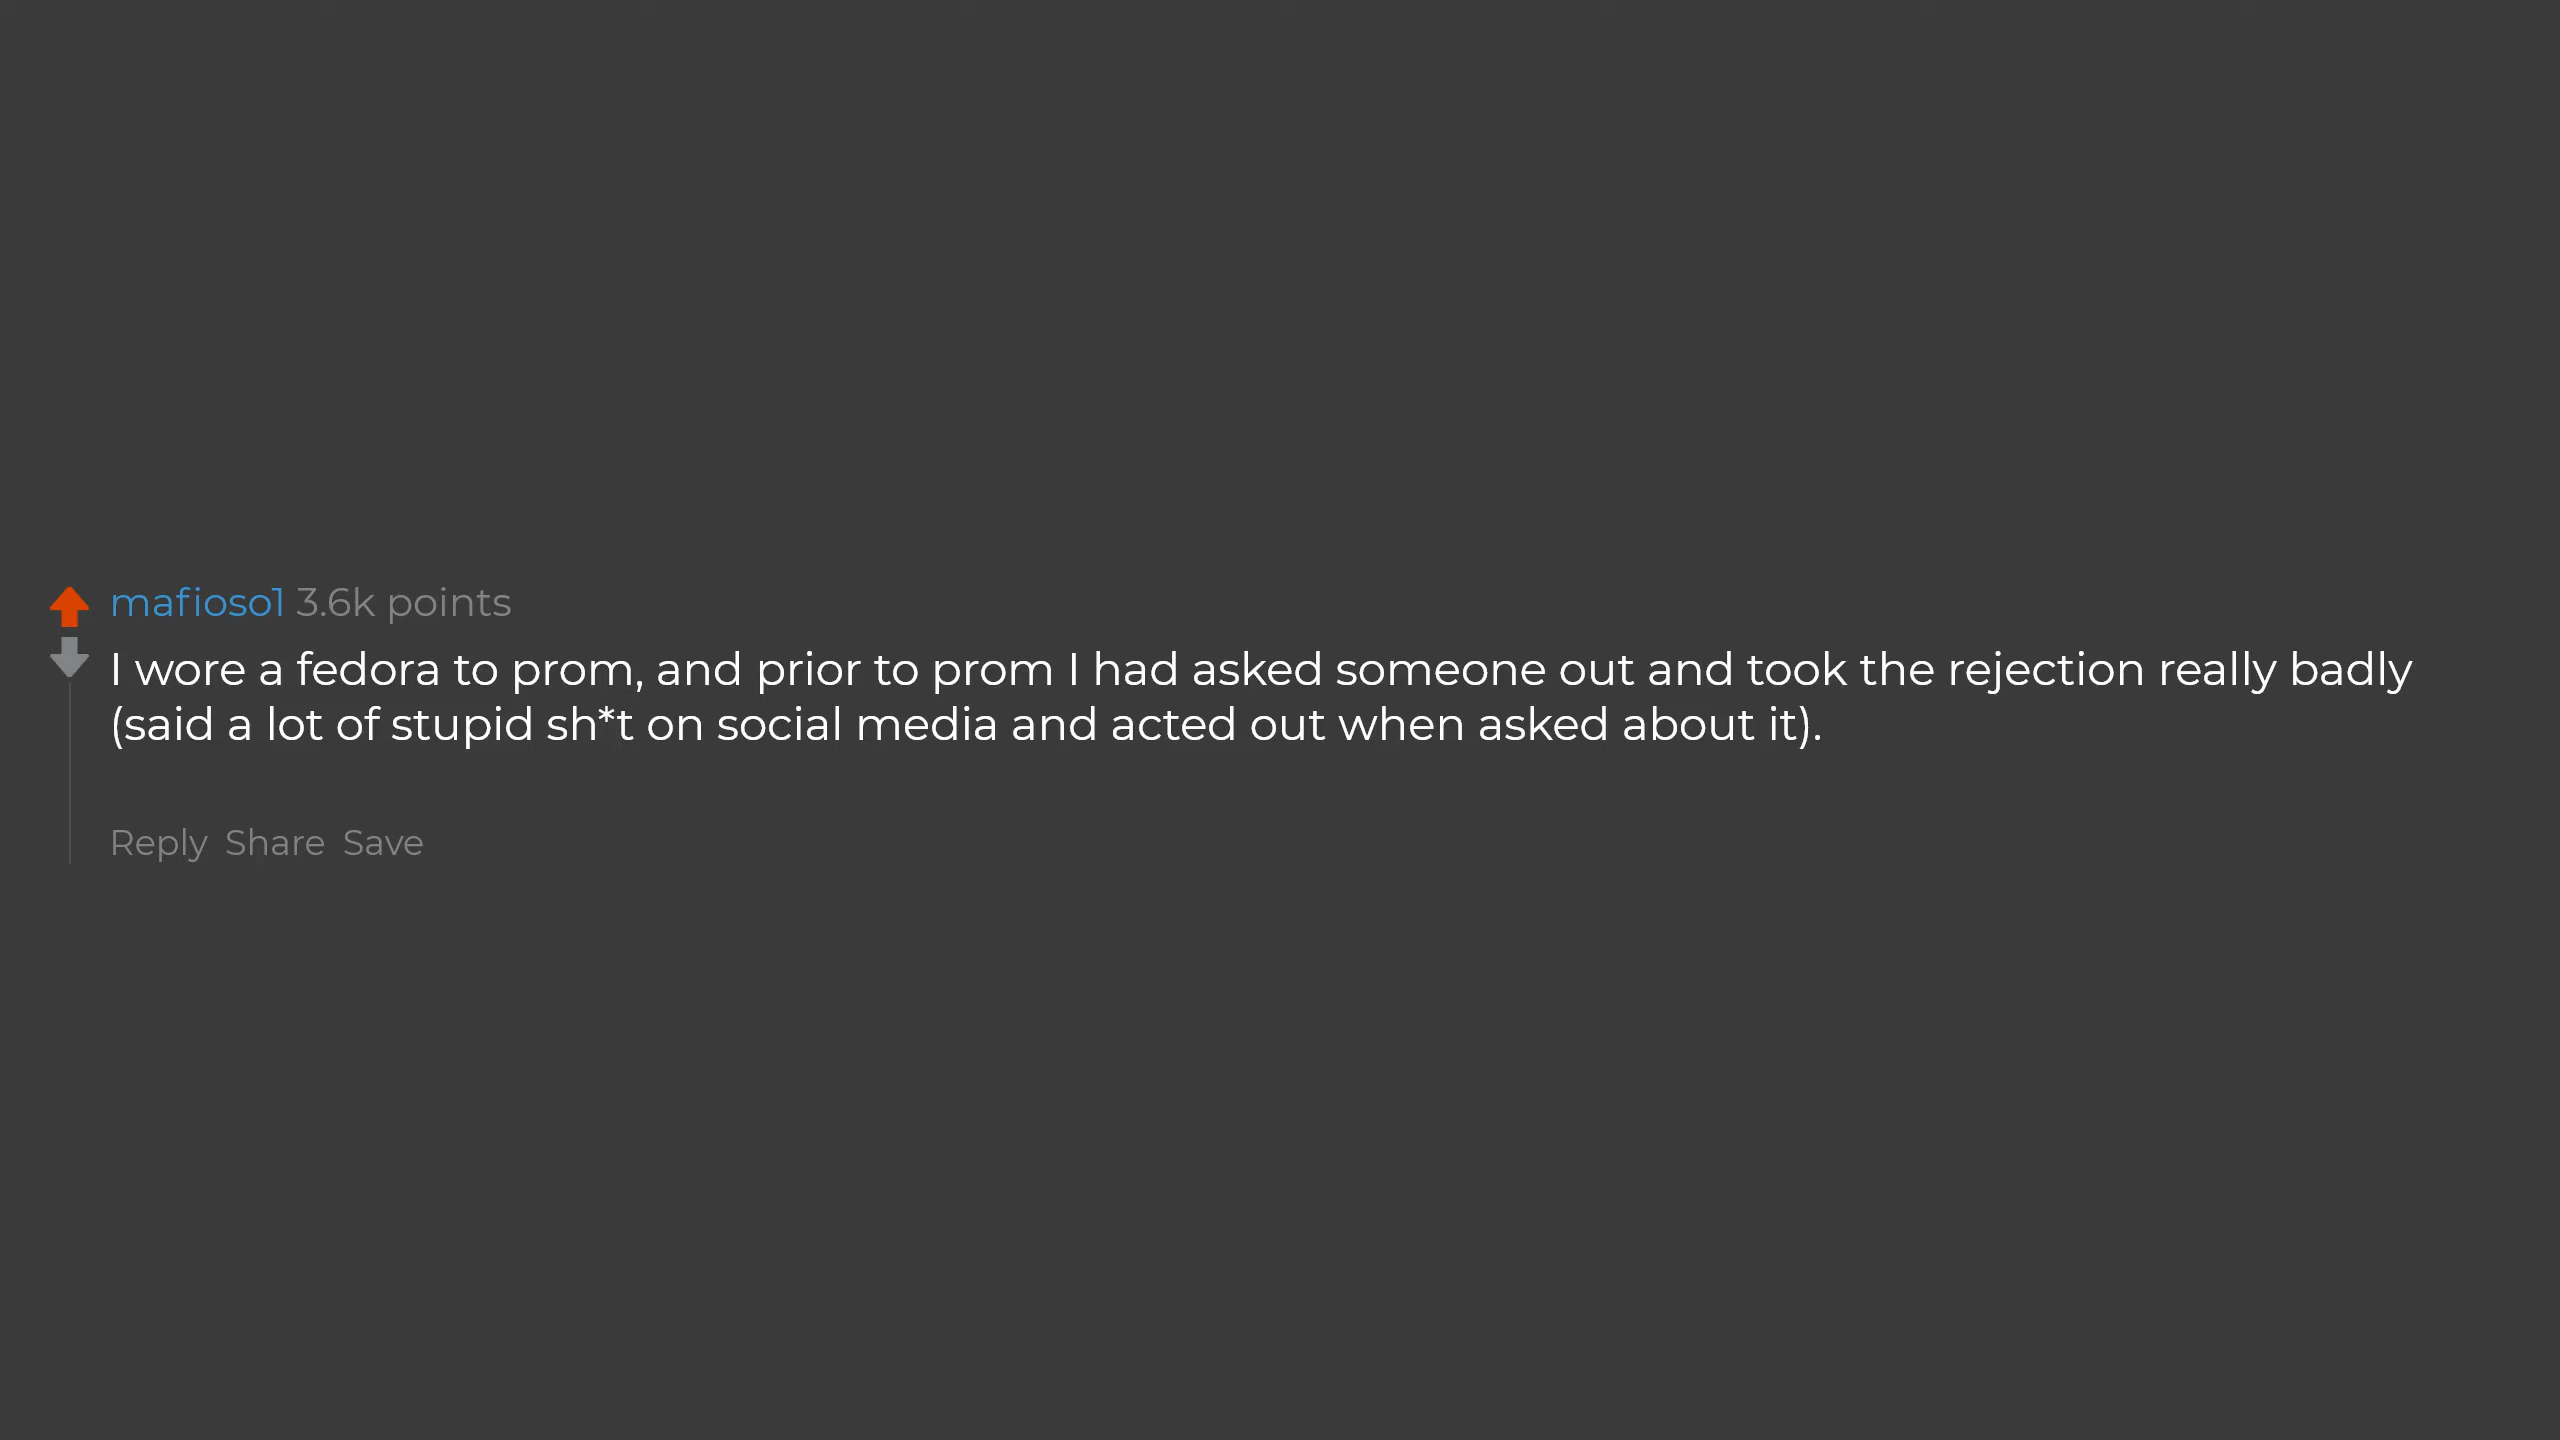 mafioso1 3.6k points
I wore a fedora to prom, and prior to prom I had asked someone out and took the rejection really badly
(said a lot of stupid sh*t on social media and acted out when asked about it).
Reply Share Save